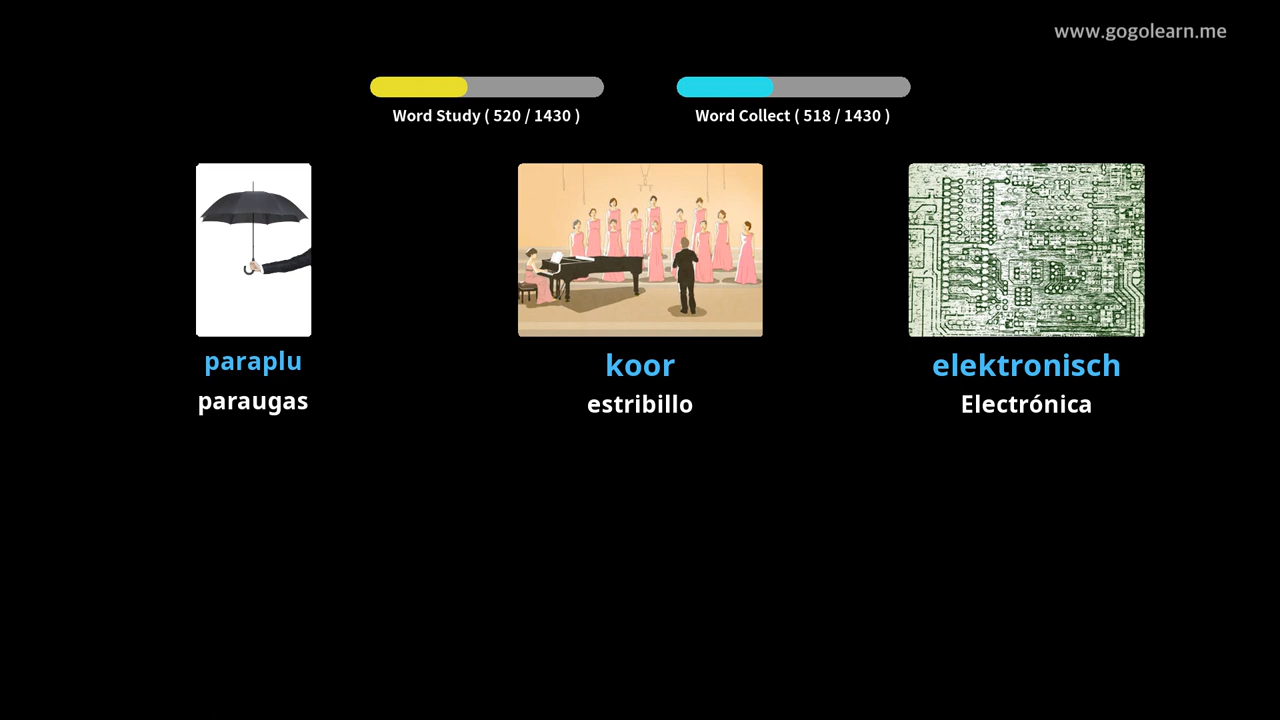 www.gogolearn.me
Word Study ( 520 / 1430 )
Word Collect ( 518 / 1430 )
paraplu
paraugas
koor
estribillo
elektronisch
Electrónica